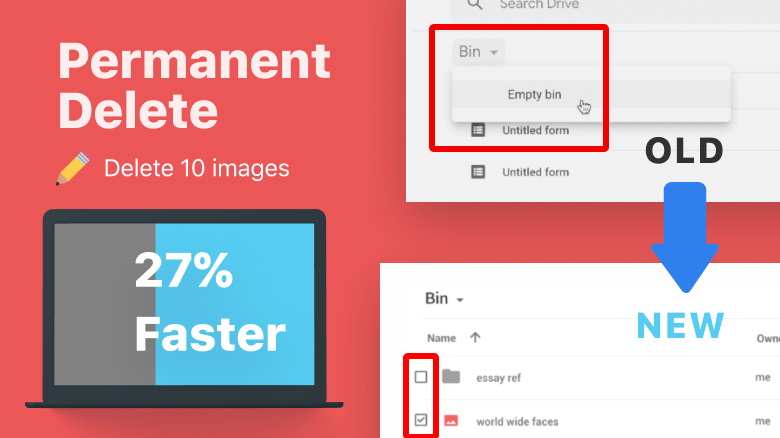 Permanent
Delete
Delete 10 images
27%
Faster
Search Drive
Bin
Empty bin
Untitled form
Untitled form
OLD
NEW
Bin
Name
essay ref
me
world wide faces
me